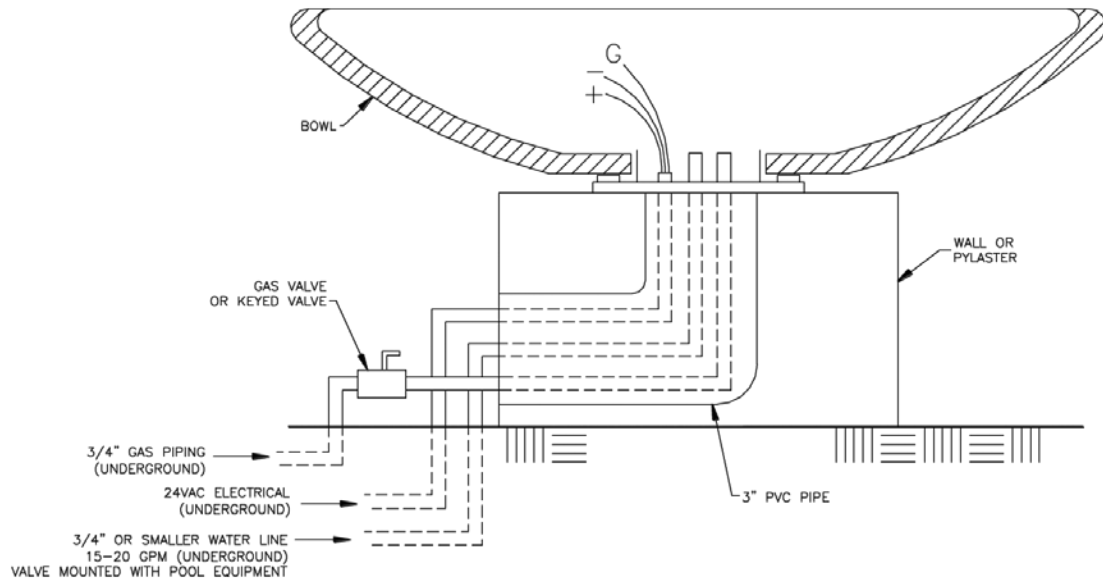 G
−
+
BOWL
WALL OR
PYLASTER
GAS VALVE
OR KEYED VALVE
3/4" GAS PIPING
(UNDERGROUND)
24VAC ELECTRICAL
(UNDERGROUND)
3" PVC PIPE
3/4" OR SMALLER WATER LINE
15−20 GPM (UNDERGROUND)
VALVE MOUNTED WITH POOL EQUIPMENT